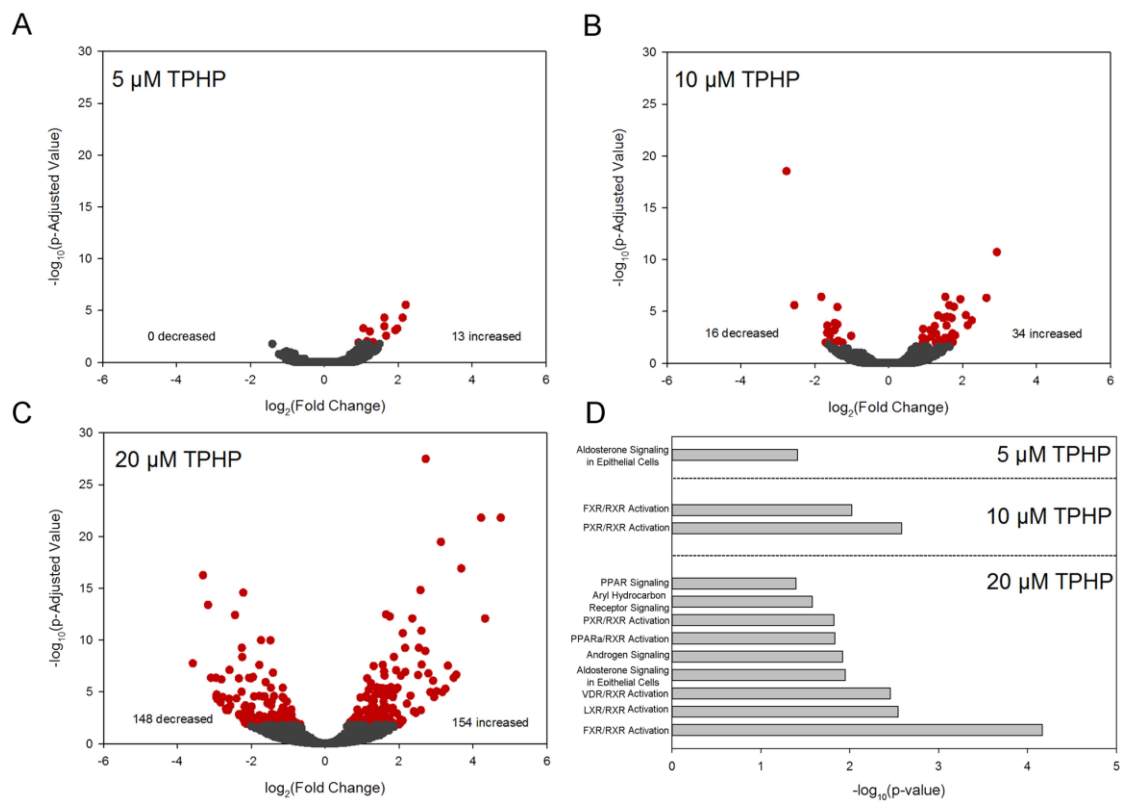 A
30
25
20
15
10
5
0
-log10(p-Adjusted Value)
5 µM TPHP
0 decreased
13 increased
-6
-4
-2
0
2
4
6
log2(Fold Change)
B
30
25
20
15
10
5
0
-log10(p-Adjusted Value)
10 µM TPHP
16 decreased
34 increased
-6
-4
-2
0
2
4
6
log2(Fold Change)
C
30
25
20
15
10
5
0
-log10(p-Adjusted Value)
20 µM TPHP
148 decreased
154 increased
-6
-4
-2
0
2
4
6
log2(Fold Change)
D
Aldosterone Signaling
in Epithelial Cells
5 µM TPHP
FXR/RXR Activation
PXR/RXR Activation
10 µM TPHP
20 µM TPHP
PPAR Signaling
Aryl Hydrocarbon
Receptor Signaling
PXR/RXR Activation
PPARa/RXR Activation
Androgen Signaling
Aldosterone Signaling
in Epithelial Cells
VDR/RXR Activation
LXR/RXR Activation
FXR/RXR Activation
0
1
2
3
4
5
-log10(p-value)